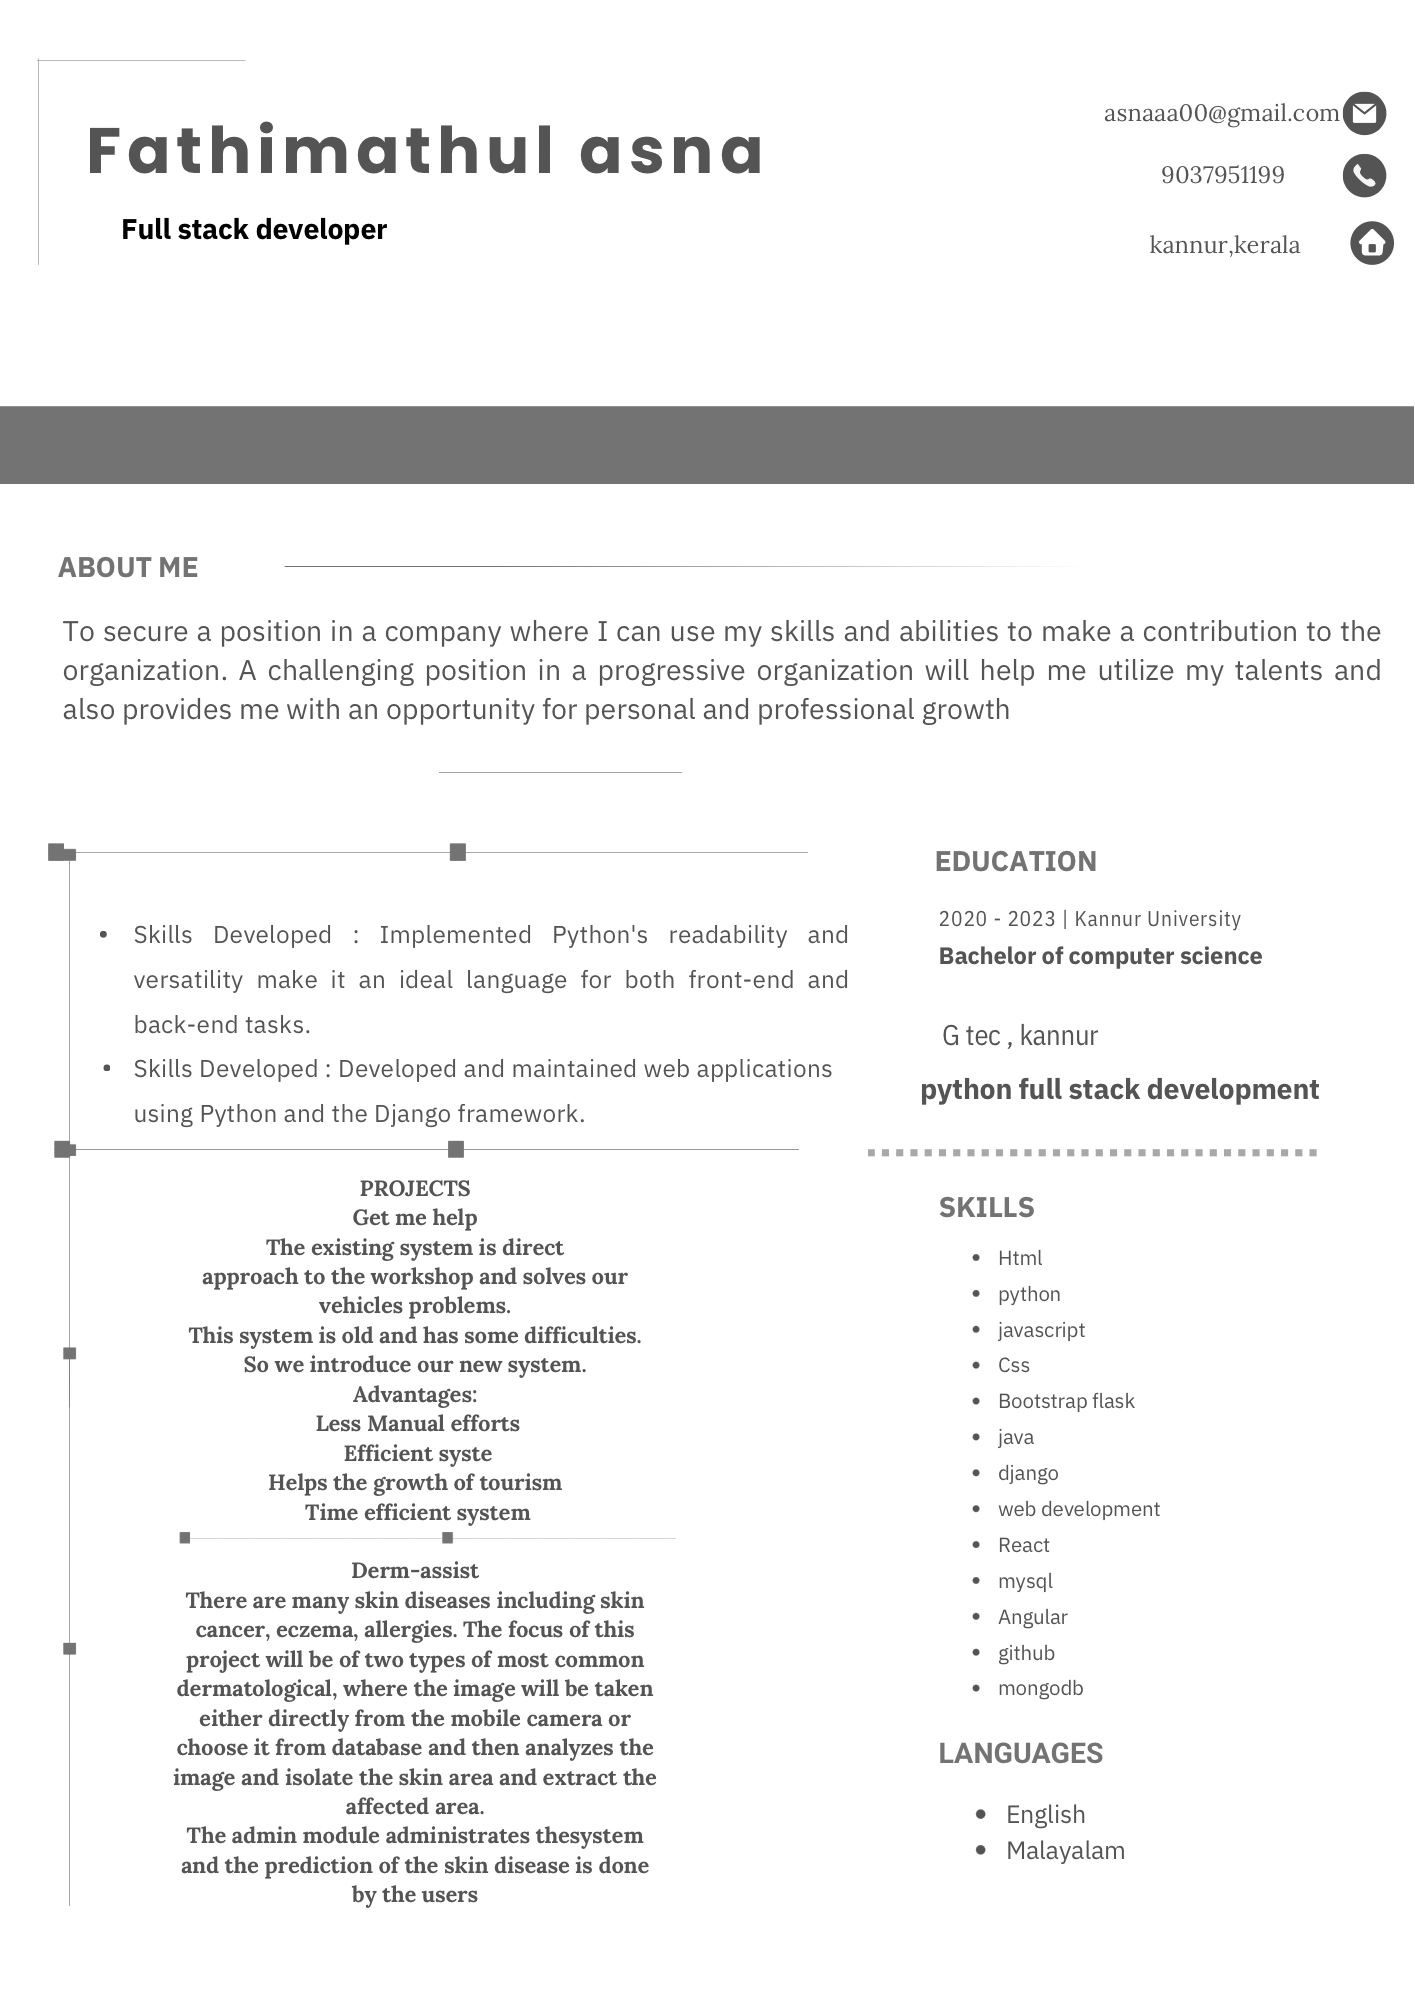 Fathimathul asna
Full stack developer
asnaaa00@gmail.com
9037951199
kannur,kerala
ABOUT ME
To secure a position in a company where I can use my skills and abilities to make a contribution to the
organization. A challenging position in a progressive organization will help me utilize my talents and
also provides me with an opportunity for personal and professional growth
• Skills Developed : Implemented Python's readability and
versatility make it an ideal language for both front-end and
back-end tasks.
• Skills Developed : Developed and maintained web applications
using Python and the Django framework.
PROJECTS
Get me help
The existing system is direct
approach to the workshop and solves our
vehicles problems.
This system is old and has some difficulties.
So we introduce our new system.
Advantages:
Less Manual efforts
Efficient syste
Helps the growth of tourism
Time efficient system
Derm-assist
There are many skin diseases including skin
cancer, eczema, allergies. The focus of this
project will be of two types of most common
dermatological, where the image will be taken
either directly from the mobile camera or
choose it from database and then analyzes the
image and isolate the skin area and extract the
affected area.
The admin module administrates thesystem
and the prediction of the skin disease is done
by the users
EDUCATION
2020 - 2023 | Kannur University
Bachelor of computer science
G tec , kannur
python full stack development
SKILLS
• Html
• python
• javascript
• Css
• Bootstrap flask
• java
• django
• web development
• React
• mysql
• Angular
• github
• mongodb
LANGUAGES
• English
• Malayalam